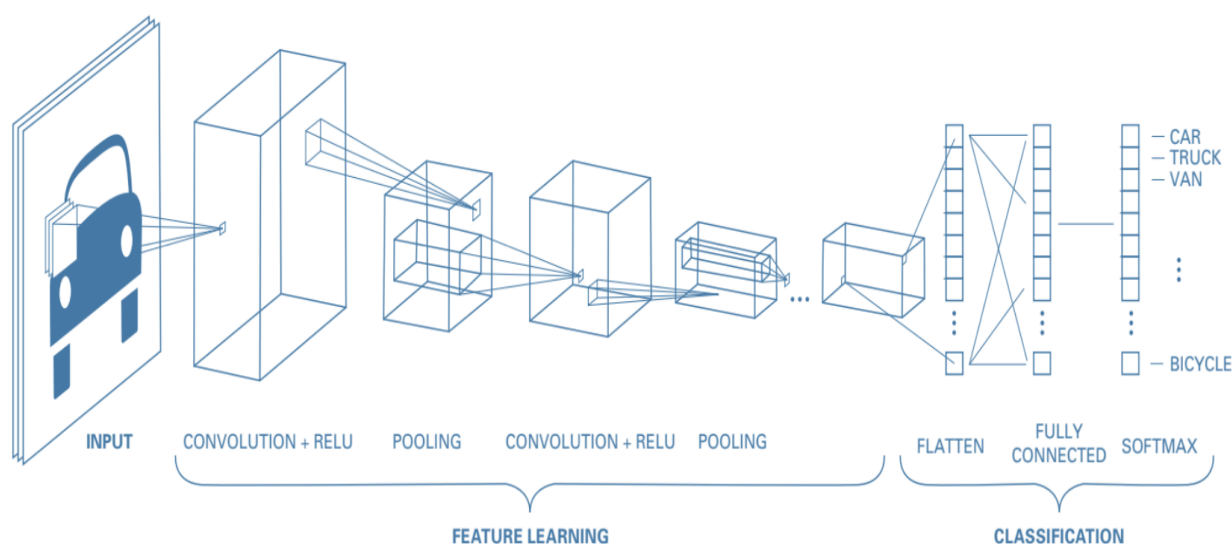 CAR
TRUCK
VAN
BICYCLE
INPUT
CONVOLUTION + RELU
POOLING
CONVOLUTION + RELU
POOLING
FLATTEN
FULLY
CONNECTED
SOFTMAX
FEATURE LEARNING
CLASSIFICATION